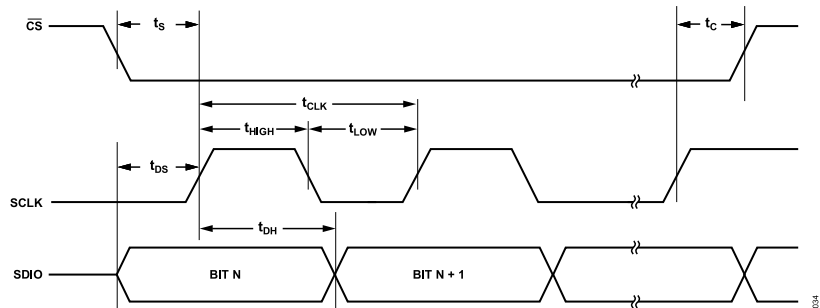 CS
tS
tC
tCLK
tHIGH
tLOW
tDS
SCLK
tDH
SDIO
BIT N
BIT N + 1
034